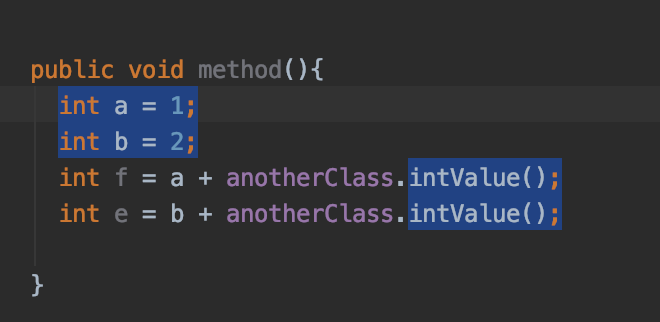 public void method(){
int a = 1;
int b = 2;
int f = a + anotherClass.intValue();
int e = b + anotherClass.intValue();
}